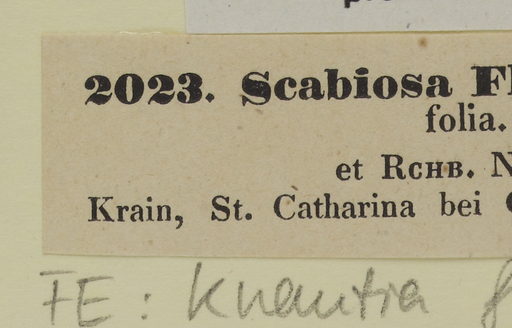 2023. Scabiosa
folia.
et RCHB.
Krain, St. Catharina bei
FE: Knautia